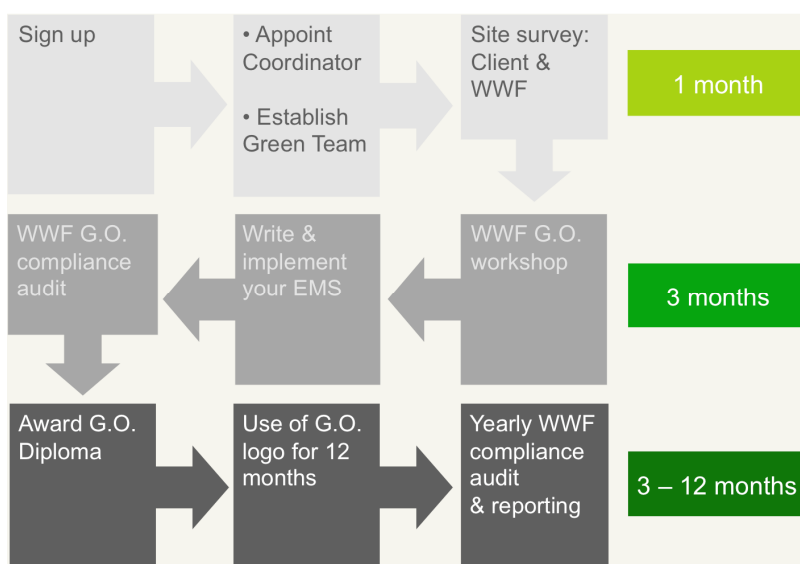 Sign up
• Appoint
Coordinator
• Establish
Green Team
Site survey:
Client &
WWF
1 month
WWF G.O.
compliance
audit
Write &
implement
your EMS
WWF G.O.
workshop
3 months
Award G.O.
Diploma
Use of G.O.
logo for 12
months
Yearly WWF
compliance
audit
& reporting
3 – 12 months